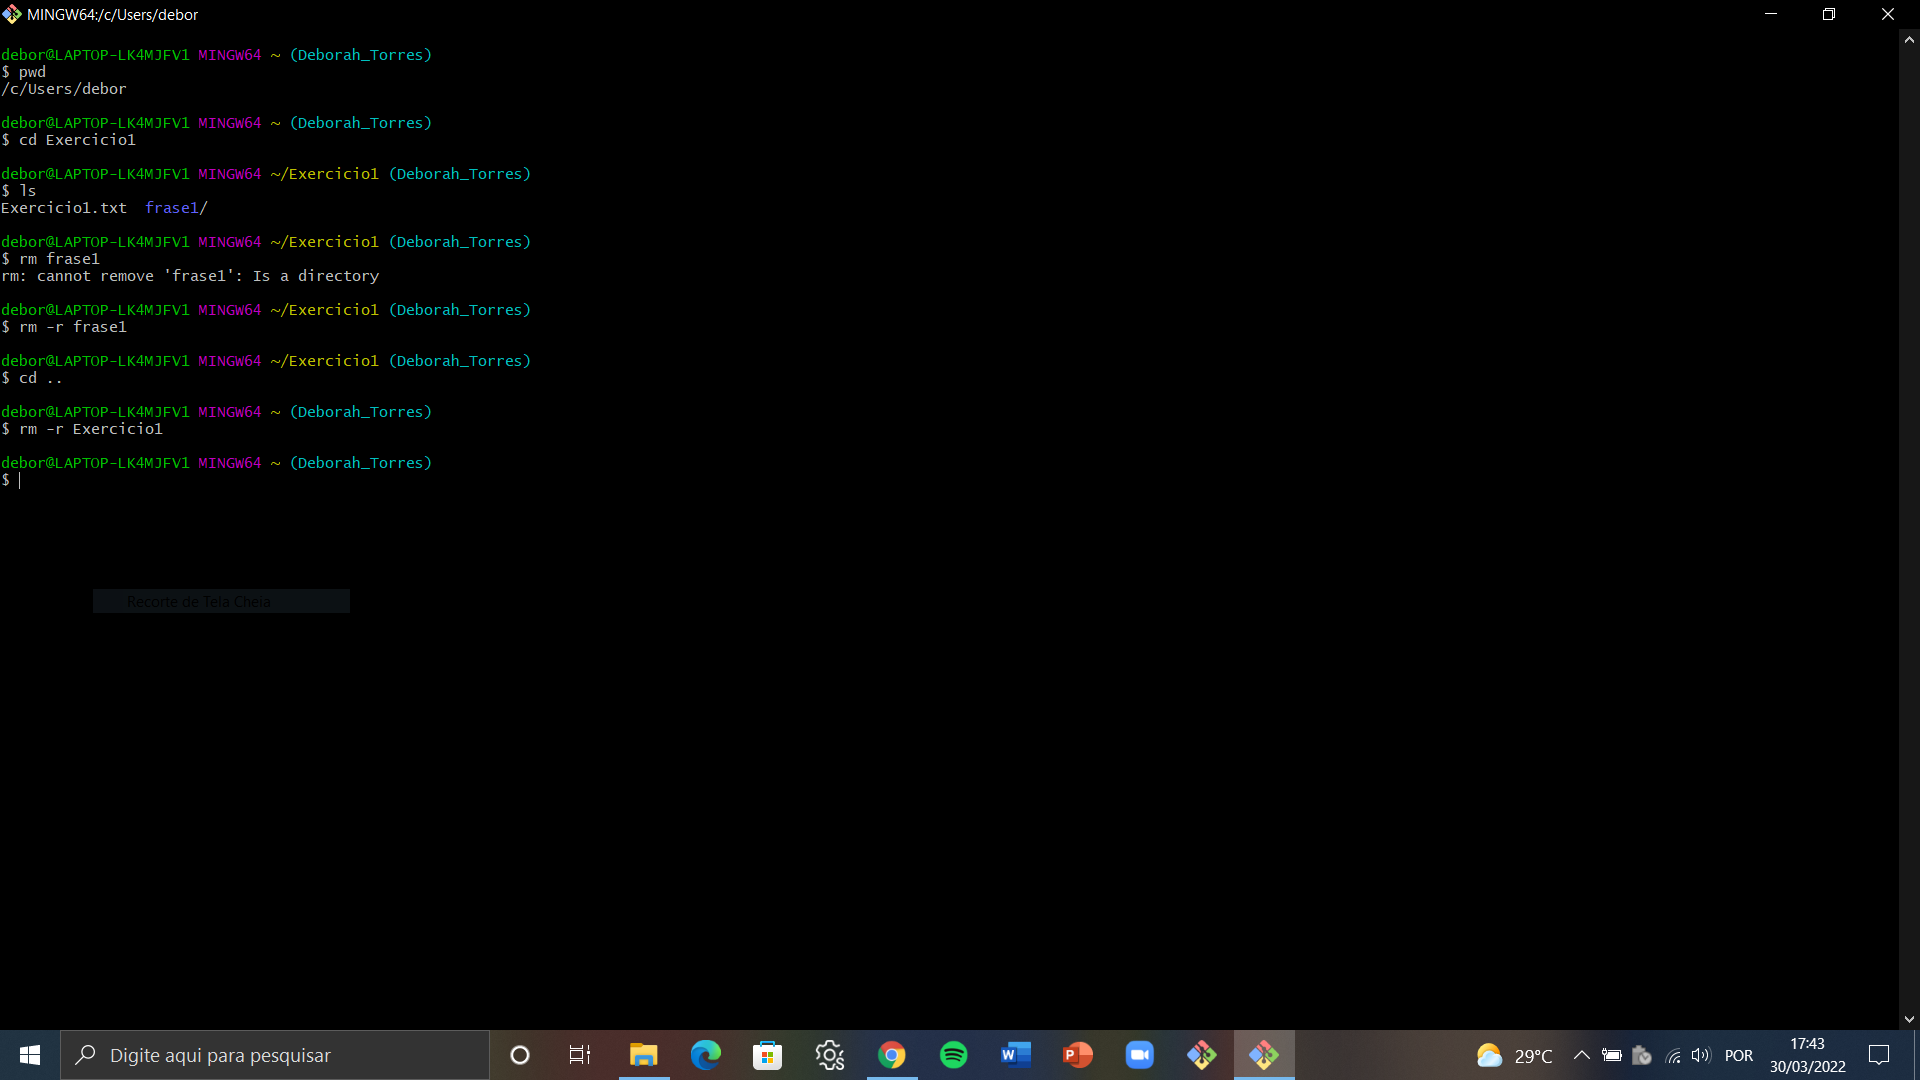 MINGW64:/c/Users/debor
debor@LAPTOP-LK4MJFV1 MINGW64 ~ (Deborah_Torres)
$ pwd
/c/Users/debor
debor@LAPTOP-LK4MJFV1 MINGW64 ~ (Deborah_Torres)
$ cd Exercicio1
debor@LAPTOP-LK4MJFV1 MINGW64 ~/Exercicio1 (Deborah_Torres)
$ ls
Exercicio1.txt  frase1/
debor@LAPTOP-LK4MJFV1 MINGW64 ~/Exercicio1 (Deborah_Torres)
$ rm frase1
rm: cannot remove 'frase1': Is a directory
debor@LAPTOP-LK4MJFV1 MINGW64 ~/Exercicio1 (Deborah_Torres)
$ rm -r frase1
debor@LAPTOP-LK4MJFV1 MINGW64 ~/Exercicio1 (Deborah_Torres)
$ cd ..
debor@LAPTOP-LK4MJFV1 MINGW64 ~ (Deborah_Torres)
$ rm -r Exercicio1
debor@LAPTOP-LK4MJFV1 MINGW64 ~ (Deborah_Torres)
$
Recorte de Tela Cheia
Digite aqui para pesquisar
29°C
POR
17:43
30/03/2022